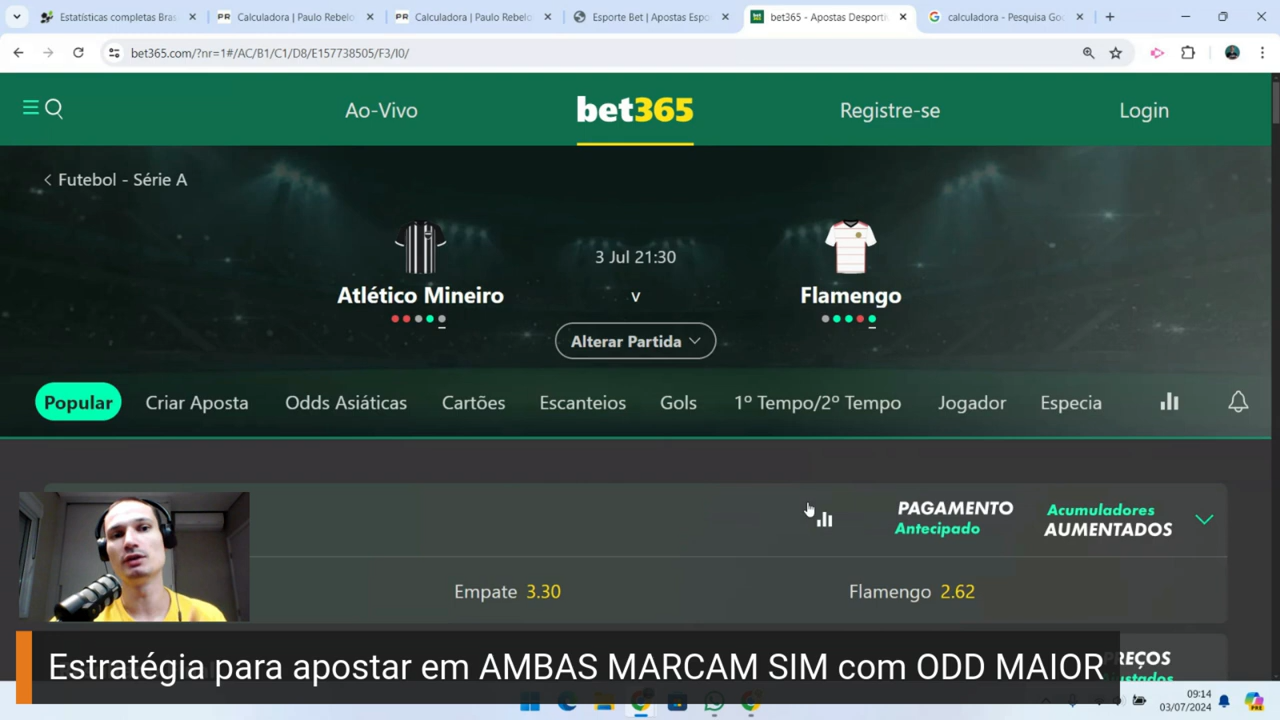 Estatísticas completas Bras
Calculadora | Paulo Rebelo
Calculadora | Paulo Rebelo
Esporte Bet | Apostas Espo
bet365 - Apostas Desporti
calculadora - Pesquisa Go
bet365.com/?nr=1#/AC/B1/C1/D8/E157738505/F3/I0/
Ao-Vivo
bet365
Registre-se
Login
Futebol - Série A
3 Jul 21:30
Atlético Mineiro
v
Flamengo
Alterar Partida
Popular
Criar Aposta
Odds Asiáticas
Cartões
Escanteios
Gols
1º Tempo/2º Tempo
Jogador
Especia
PAGAMENTO
Antecipado
Acumuladores
AUMENTADOS
Empate 3.30
Flamengo 2.62
Estratégia para apostar em AMBAS MARCAM SIM com ODD MAIOR
PREÇOS
09:14
03/07/2024